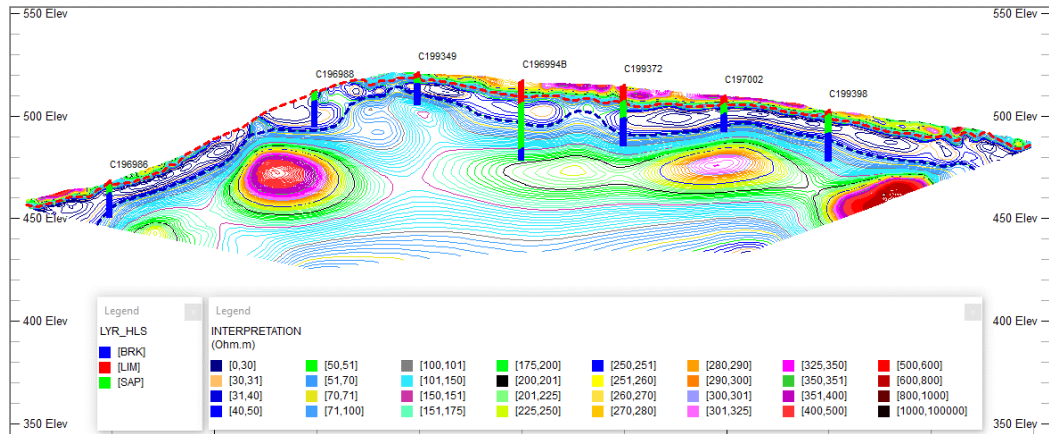 550 Elev
550 Elev
C199349
C196988
C196994B
C199372
C197002
C199398
500 Elev
500 Elev
C196986
450 Elev
450 Elev
400 Elev
400 Elev
350 Elev
350 Elev
Legend
LYR_HLS
[BRK]
[LIM]
[SAP]
Legend
INTERPRETATION
(Ohm.m)
[0,30] [50,51] [100,101] [175,200] [250,251] [280,290] [325,350] [500,600]
[30,31] [51,70] [101,150] [200,201] [251,260] [290,300] [350,351] [600,800]
[31,40] [70,71] [150,151] [201,225] [260,270] [300,301] [351,400] [800,1000]
[40,50] [71,100] [151,175] [225,250] [270,280] [301,325] [400,500] [1000,100000]